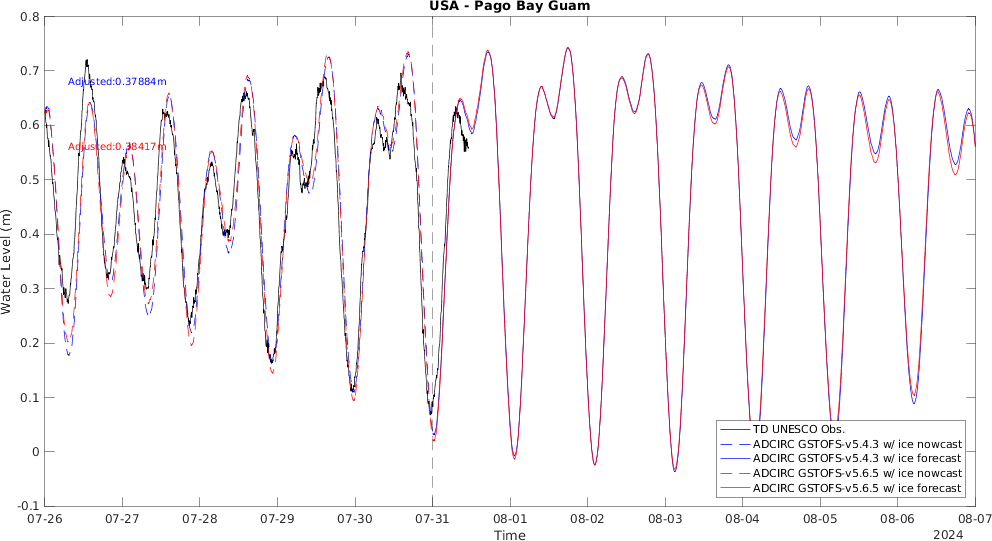 USA - Pago Bay Guam
0.8
0.7
0.6
0.5
0.4
0.3
0.2
0.1
0
-0.1
Water Level (m)
Adjusted:0.37884m
Adjusted:0.38417m
TD UNESCO Obs.
ADCIRC GSTOFS-v5.4.3 w/ ice nowcast
ADCIRC GSTOFS-v5.4.3 w/ ice forecast
ADCIRC GSTOFS-v5.6.5 w/ ice nowcast
ADCIRC GSTOFS-v5.6.5 w/ ice forecast
07-26 07-27 07-28 07-29 07-30 07-31 08-01 08-02 08-03 08-04 08-05 08-06 08-07
Time
2024